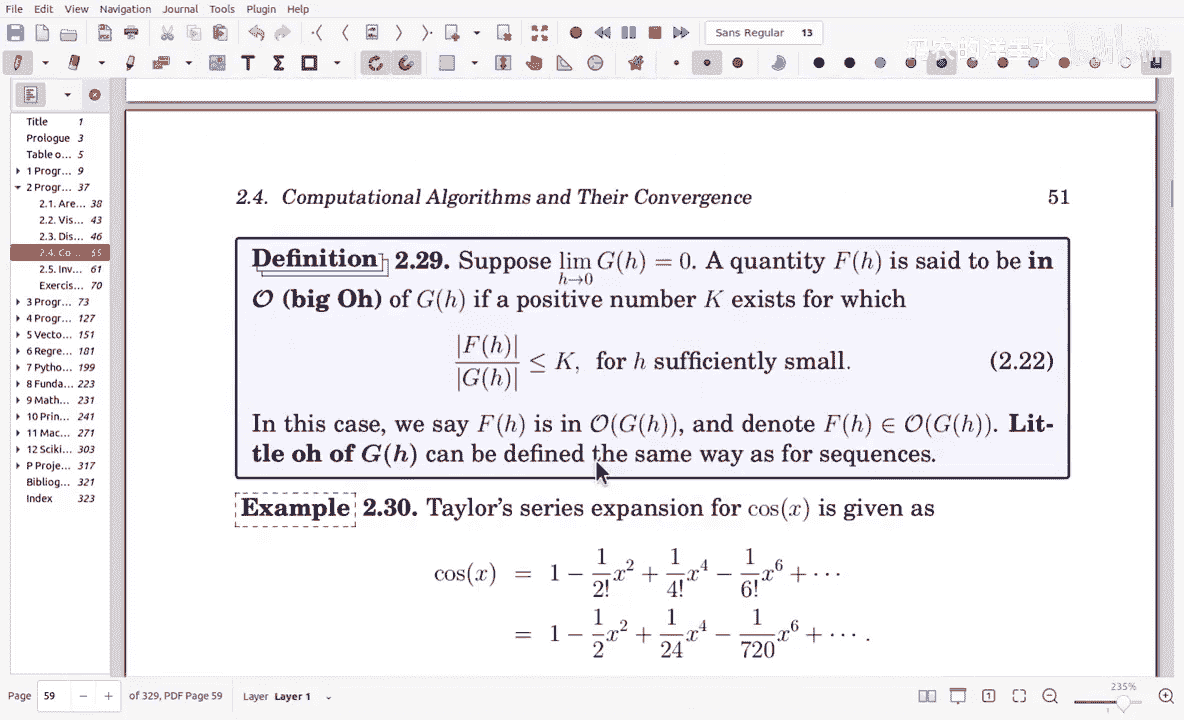 File Edit View Navigation Journal Tools Plugin Help
Sans Regular 13
Title 1
Prologue 3
Table o... 5
1 Progr... 9
2 Progr... 37
2.1. Are... 38
2.2. Vis... 43
2.3. Dis... 46
2.4. Co...
2.5. Inv... 61
Exercis... 70
3 Progr... 73
4 Progr... 127
5 Vecto... 151
6 Regre... 181
7 Pytho... 199
8 Funda... 223
9 Math... 231
10 Prin... 241
11 Mac... 271
12 Sciki... 303
P Proje... 317
Bibliog... 321
Index 323
2.4. Computational Algorithms and Their Convergence 51
Definition 2.29. Suppose lim h→0 G(h) = 0. A quantity F(h) is said to be in
𝒪 (big Oh) of G(h) if a positive number K exists for which
|F(h)| / |G(h)| ≤ K, for h sufficiently small. (2.22)
In this case, we say F(h) is in 𝒪(G(h)), and denote F(h) ∈ 𝒪(G(h)). Lit-
tle oh of G(h) can be defined the same way as for sequences.
Example 2.30. Taylor's series expansion for cos(x) is given as
cos(x) = 1 − 1/2! x² + 1/4! x⁴ − 1/6! x⁶ + ⋯
= 1 − 1/2 x² + 1/24 x⁴ − 1/720 x⁶ + ⋯ .
Page 59 − + of 329, PDF Page 59 Layer Layer 1 235%